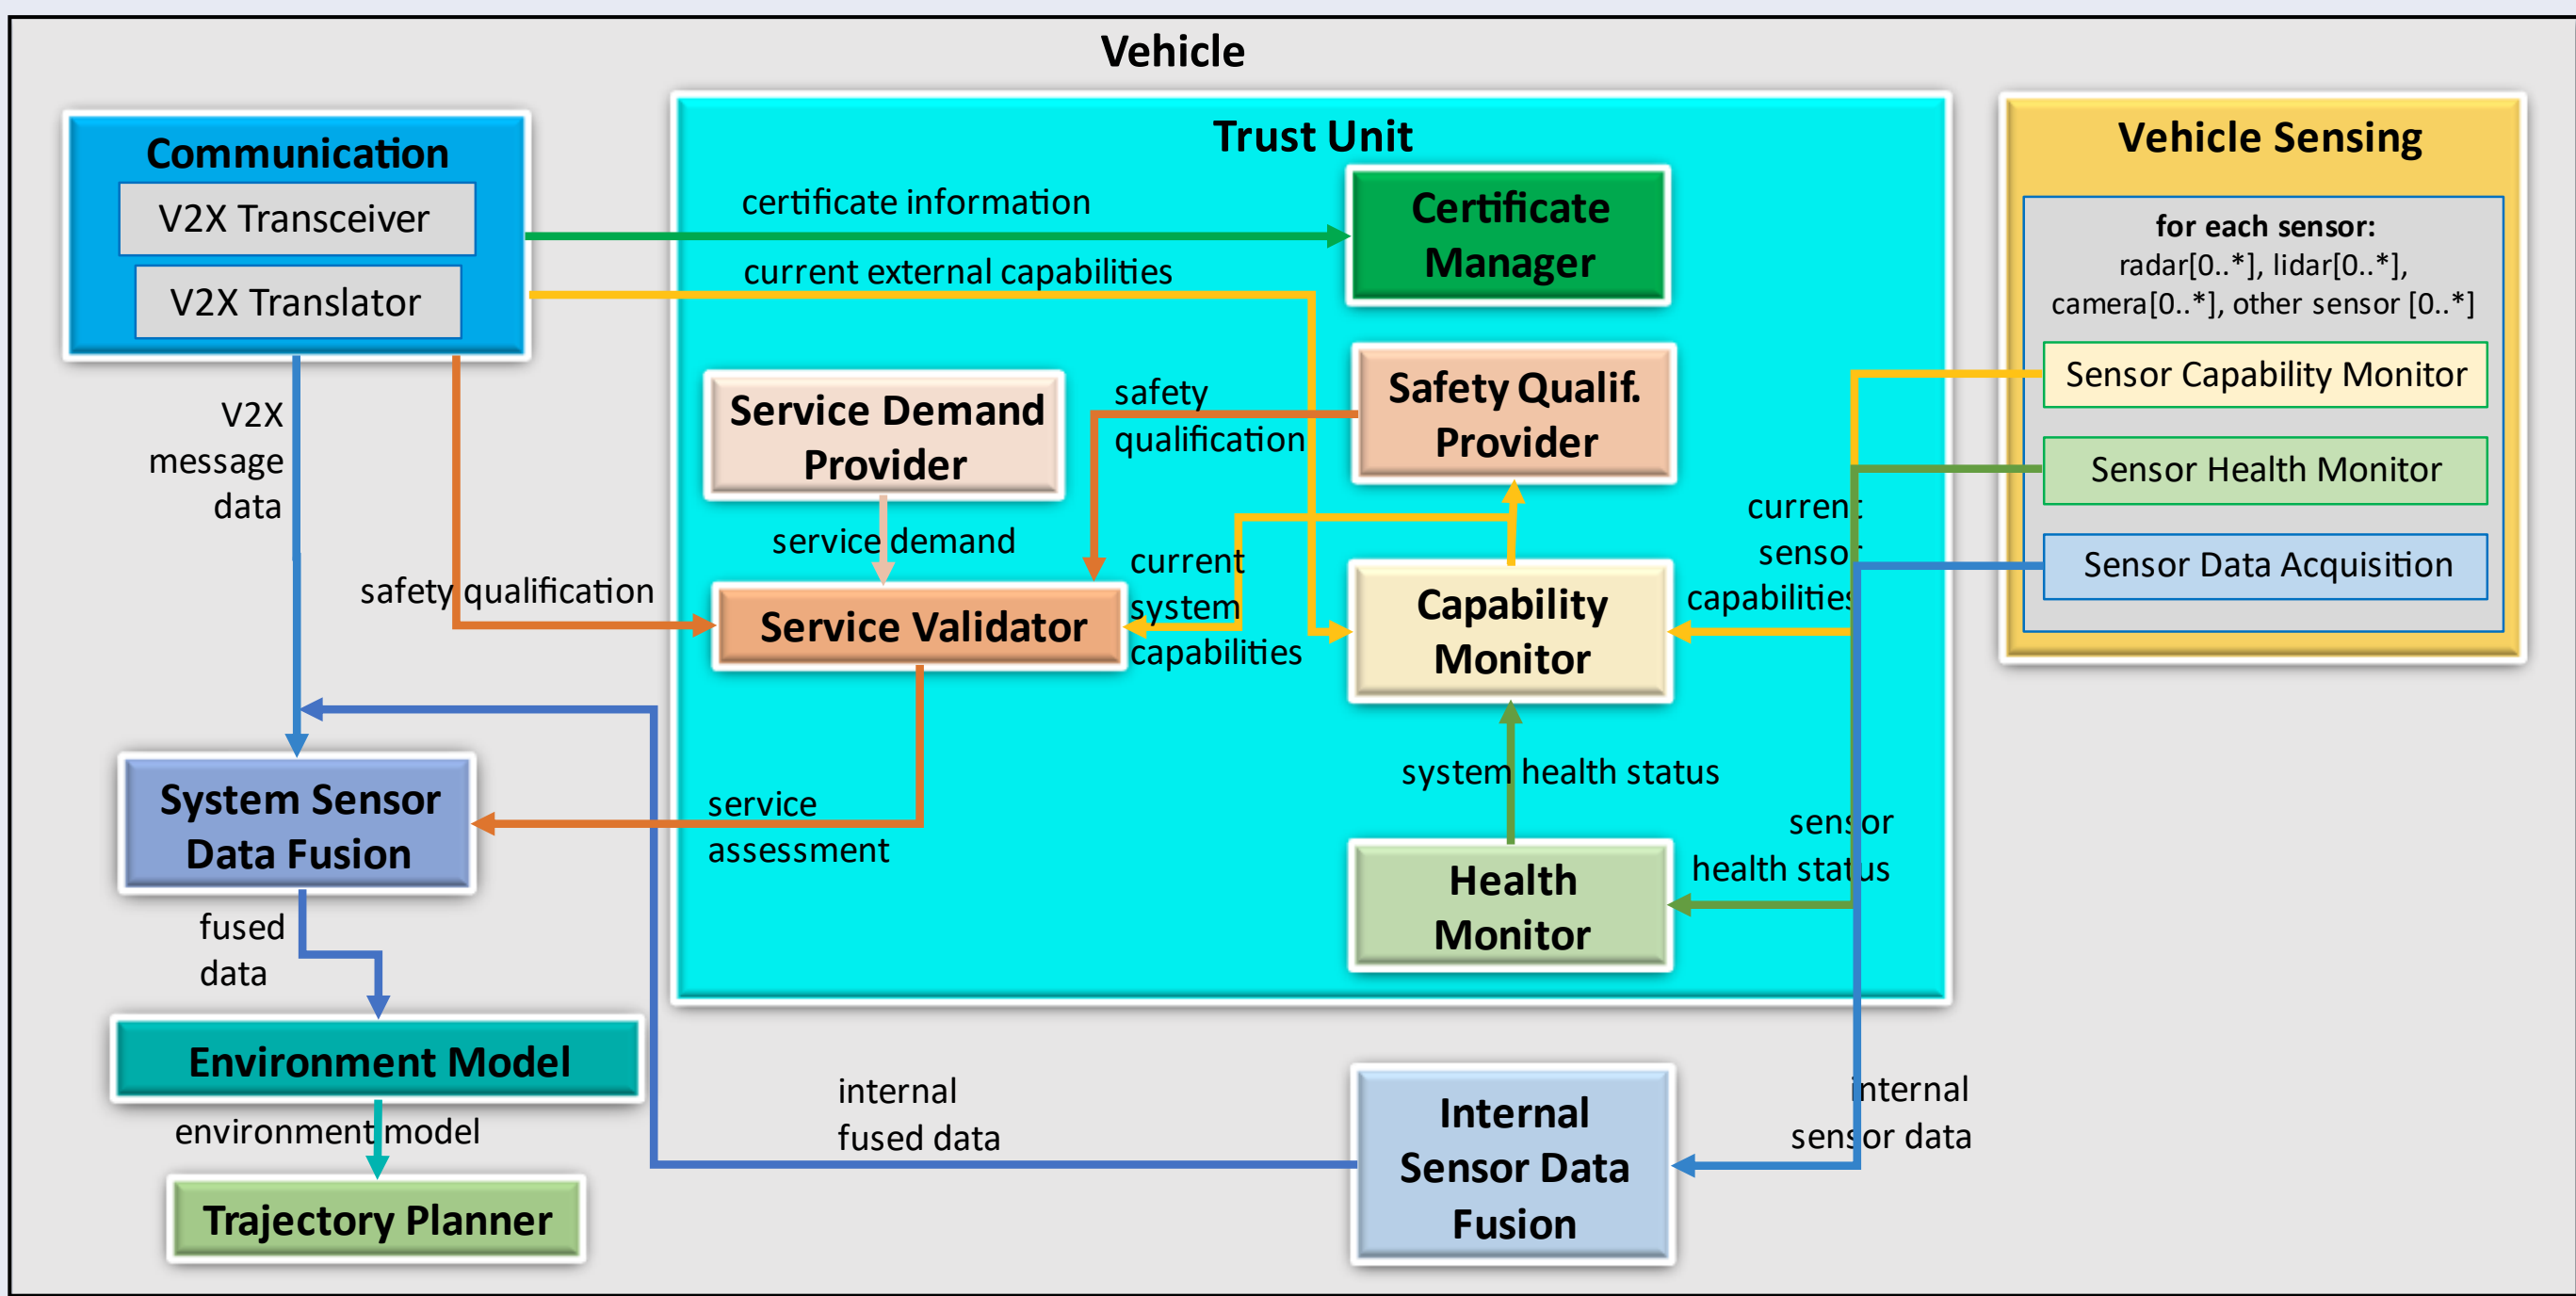 Vehicle
Communication
V2X Transceiver
V2X Translator
Trust Unit
certificate information
current external capabilities
Certificate
Manager
Vehicle Sensing
for each sensor:
radar[0..*], lidar[0..*],
camera[0..*], other sensor [0..*]
Sensor Capability Monitor
Sensor Health Monitor
Sensor Data Acquisition
V2X
message
data
safety qualification
Service Demand
Provider
service demand
safety
qualification
Safety Qualif.
Provider
Service Validator
current
system
capabilities
Capability
Monitor
current
sensor
capabilities
system health status
sensor
health status
Health
Monitor
service
assessment
System Sensor
Data Fusion
fused
data
Environment Model
environment model
Trajectory Planner
internal
fused data
Internal
Sensor Data
Fusion
internal
sensor data